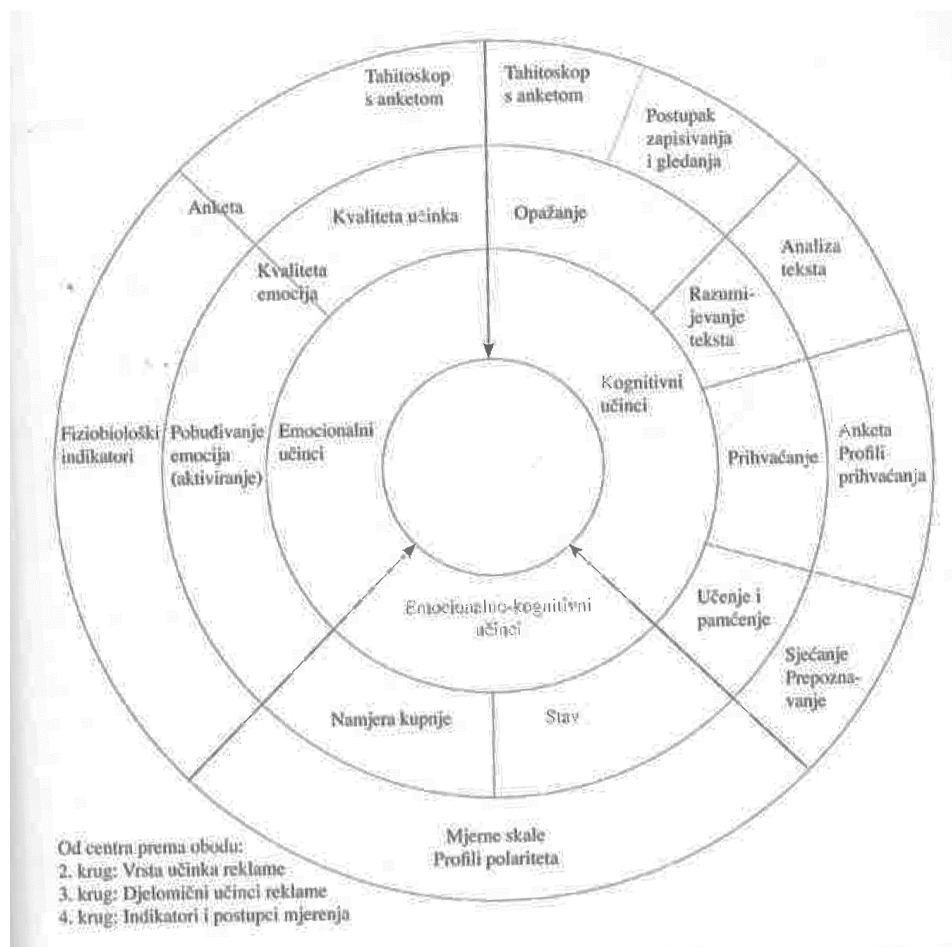 Tahitoskop
s anketom
Tahitoskop
s anketom
Postupak
zapisivanja
i gledanja
Anketa
Kvaliteta učinka
Opažanje
Analiza
teksta
Kvaliteta
emocija
Razumi-
jevanje
teksta
Kognitivni
učinci
Fiziobiološki
indikatori
Pobuđivanje
emocija
(aktiviranje)
Emocionalni
učinci
Prihvaćanje
Anketa
Profili
prihvaćanja
Učenje i
pamćenje
Emocionalno-kognitivni
učinci
Sjećanje
Prepozna-
vanje
Namjera kupnje
Stav
Mjerne skale
Profili polariteta
Od centra prema obodu:
2. krug: Vrsta učinka reklame
3. krug: Djelomični učinci reklame
4. krug: Indikatori i postupci mjerenja